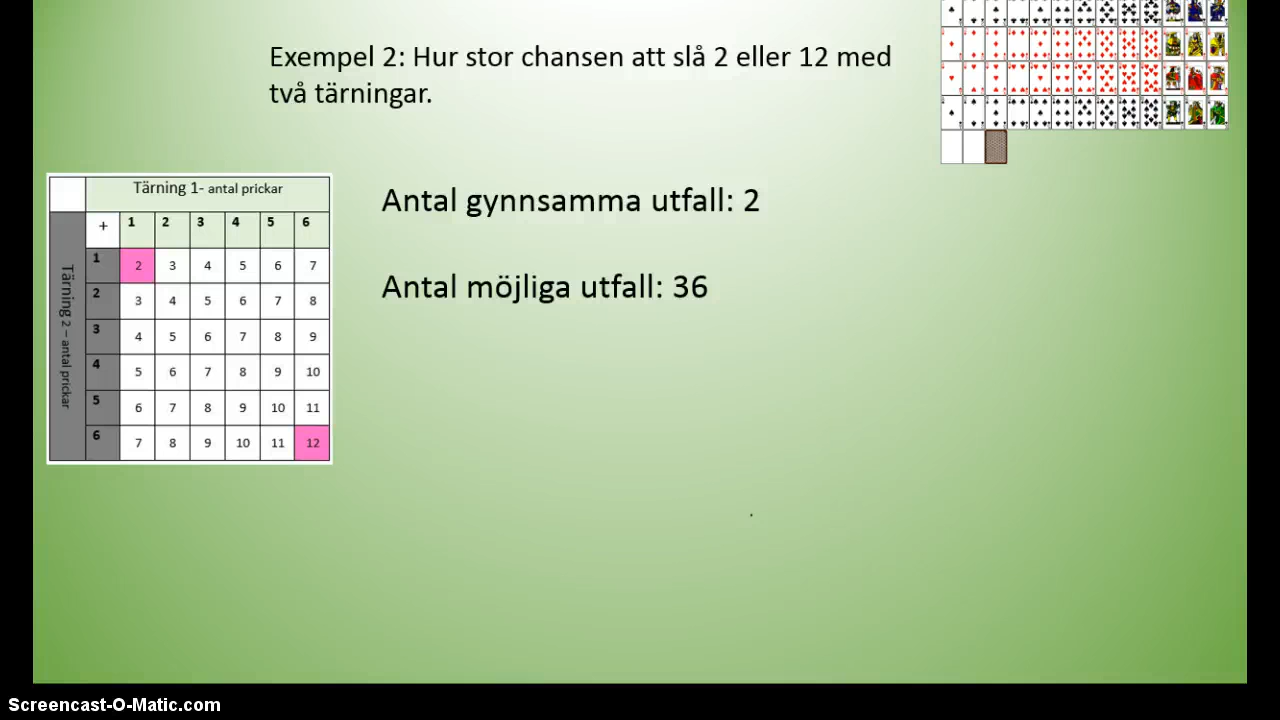 Exempel 2: Hur stor chansen att slå 2 eller 12 med
två tärningar.
Tärning 1- antal prickar
+ 1 2 3 4 5 6
Tärning 2 – antal prickar
1 2 3 4 5 6 7
2 3 4 5 6 7 8
3 4 5 6 7 8 9
4 5 6 7 8 9 10
5 6 7 8 9 10 11
6 7 8 9 10 11 12
Antal gynnsamma utfall: 2
Antal möjliga utfall: 36
Screencast-O-Matic.com